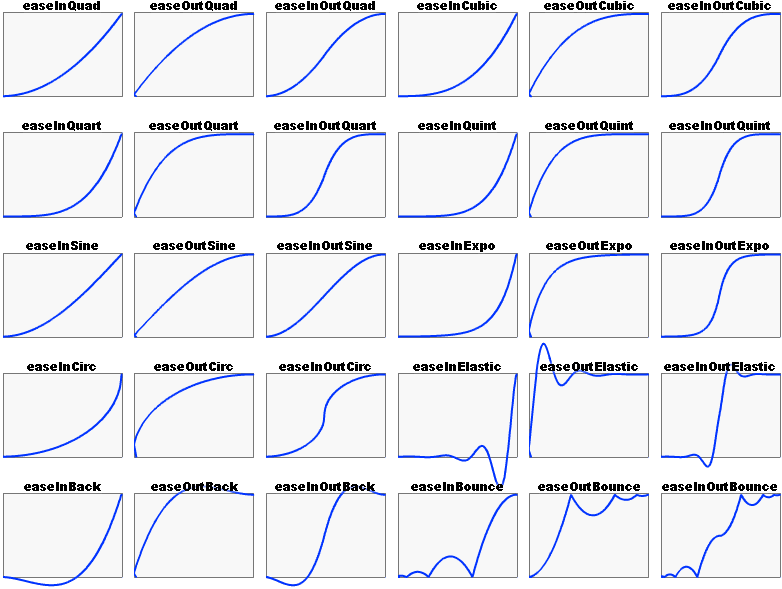 easeInQuad easeOutQuad easeInOutQuad easeInCubic easeOutCubic easeInOutCubic
easeInQuart easeOutQuart easeInOutQuart easeInQuint easeOutQuint easeInOutQuint
easeInSine easeOutSine easeInOutSine easeInExpo easeOutExpo easeInOutExpo
easeInCirc easeOutCirc easeInOutCirc easeInElastic easeOutElastic easeInOutElastic
easeInBack easeOutBack easeInOutBack easeInBounce easeOutBounce easeInOutBounce